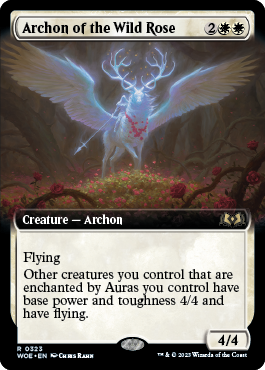 Archon of the Wild Rose 2
Creature — Archon
Flying
Other creatures you control that are
enchanted by Auras you control have
base power and toughness 4/4 and
have flying.
4/4
R 0323
WOE • EN Chris Rahn
™ & © 2023 Wizards of the Coast